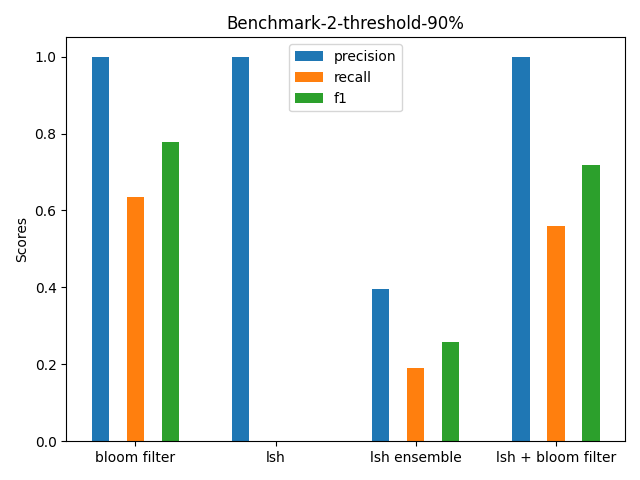 Benchmark-2-threshold-90%
precision
recall
f1
Scores
1.0
0.8
0.6
0.4
0.2
0.0
bloom filter
lsh
lsh ensemble
lsh + bloom filter